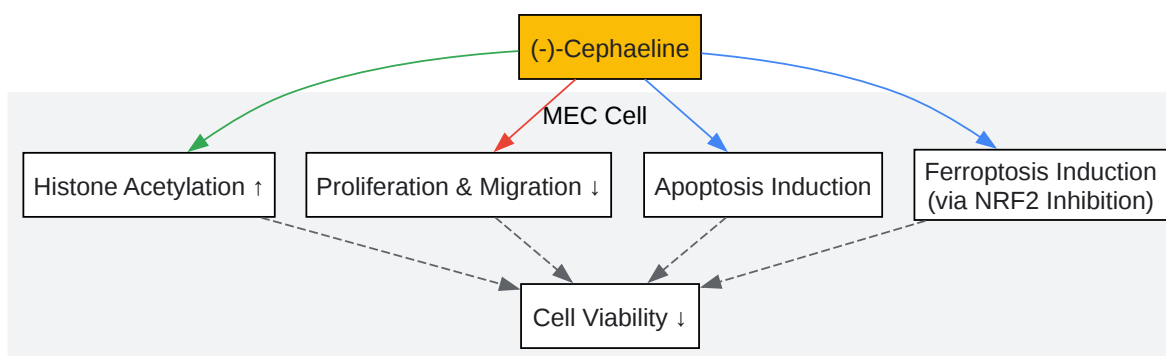 (-)-Cephaeline
MEC Cell
Histone Acetylation ↑
Proliferation & Migration ↓
Apoptosis Induction
Ferroptosis Induction
(via NRF2 Inhibition)
Cell Viability ↓